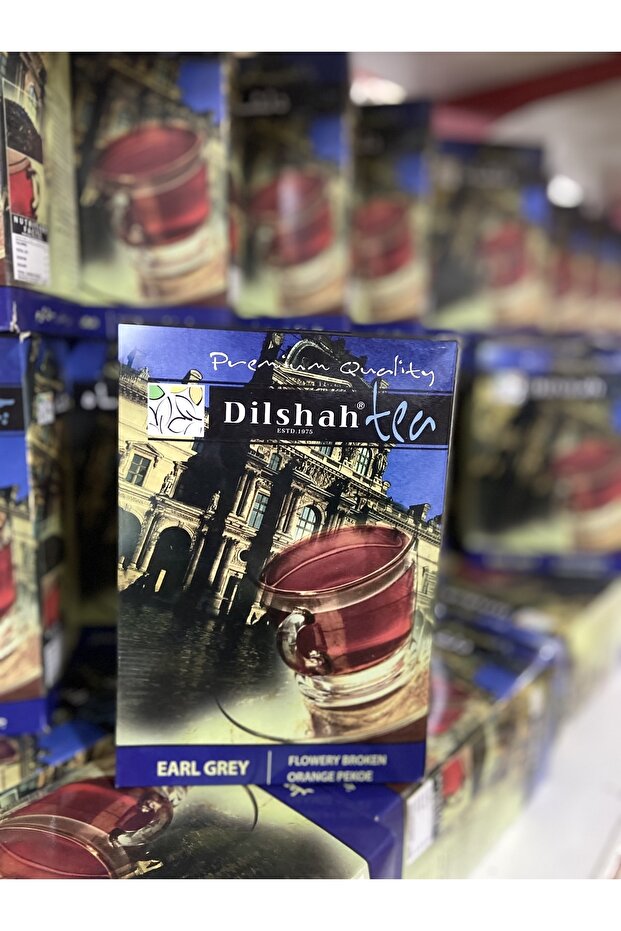 Premium Quality
Dilshah® tea
ESTD.1975
EARL GREY
FLOWERY BROKEN
ORANGE PEKOE